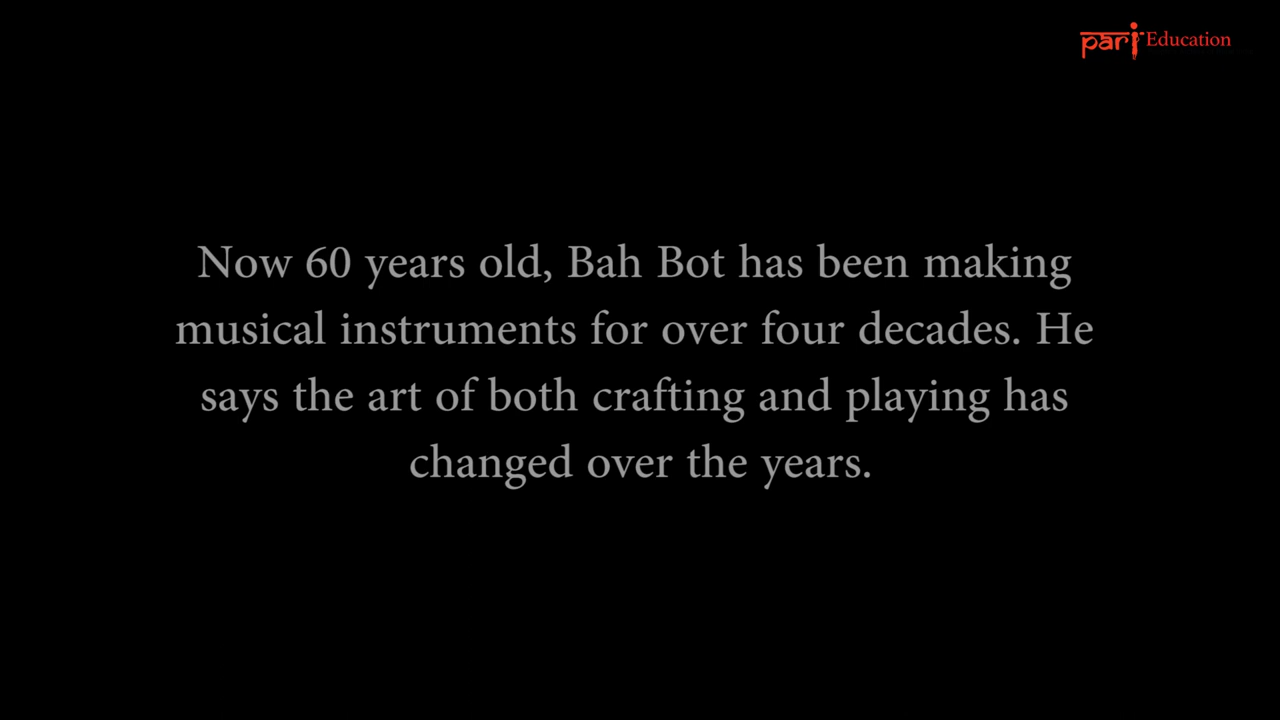 pari Education
Now 60 years old, Bah Bot has been making
musical instruments for over four decades. He
says the art of both crafting and playing has
changed over the years.